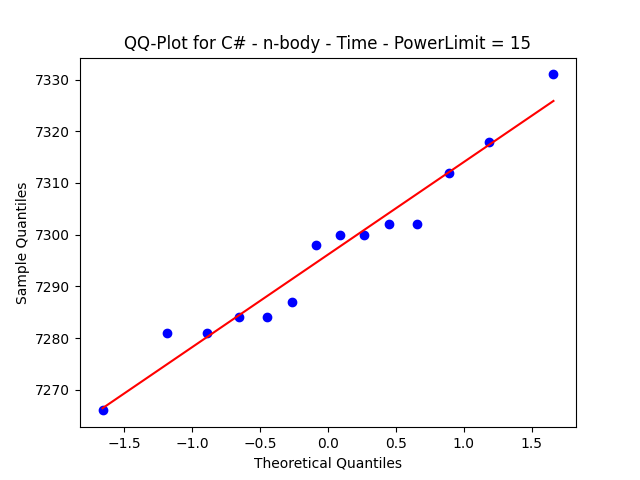 QQ-Plot for C# - n-body - Time - PowerLimit = 15
7330
7320
7310
7300
7290
7280
7270
Sample Quantiles
−1.5 −1.0 −0.5 0.0 0.5 1.0 1.5
Theoretical Quantiles